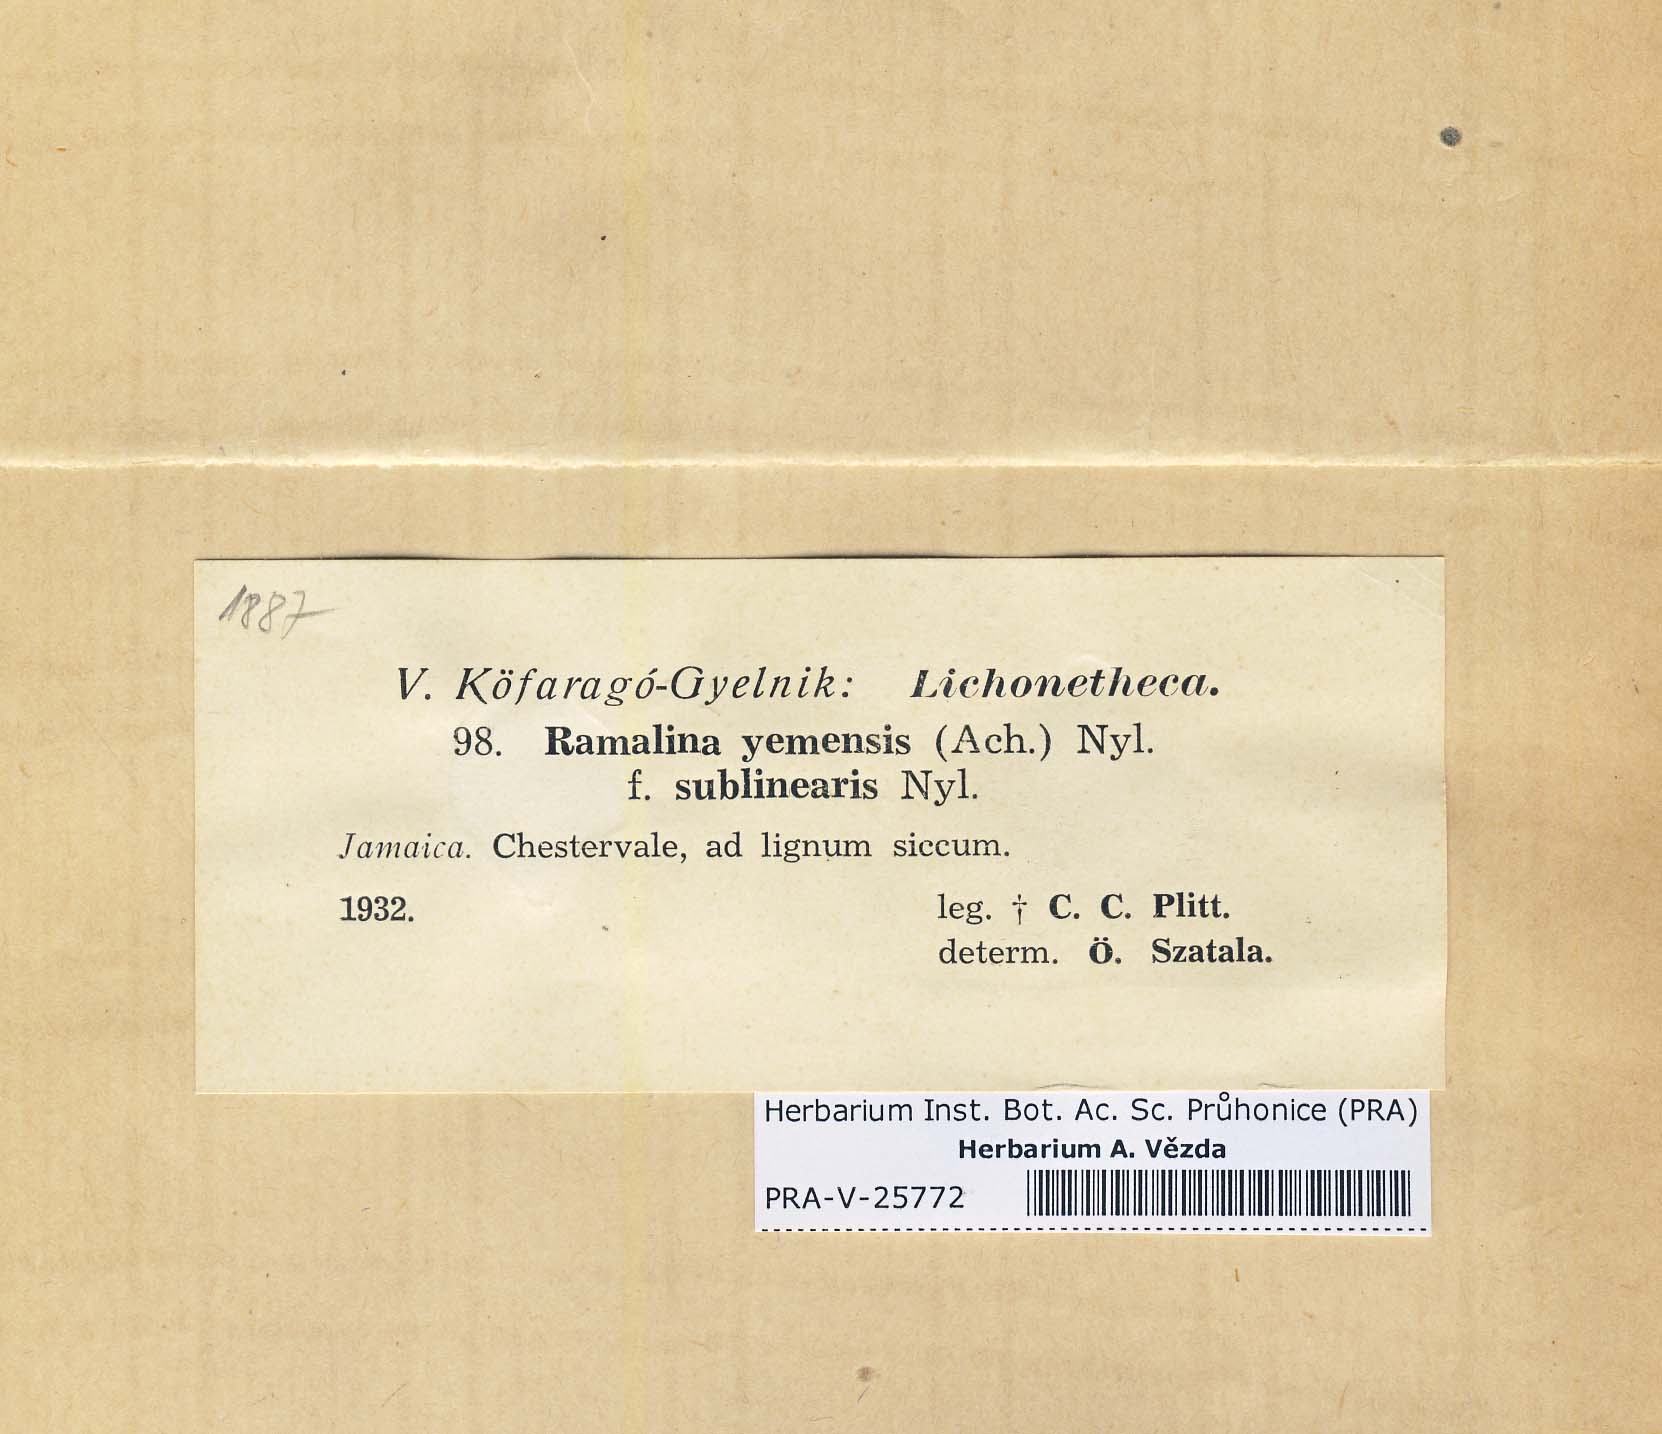 1887
V. Köfaragó-Gyelnik: Lichonetheca.
98. Ramalina yemensis (Ach.) Nyl.
f. sublinearis Nyl.
Jamaica. Chestervale, ad lignum siccum.
1932. leg. † C. C. Plitt.
determ. Ö. Szatala.
Herbarium Inst. Bot. Ac. Sc. Průhonice (PRA)
Herbarium A. Vězda
PRA-V-25772